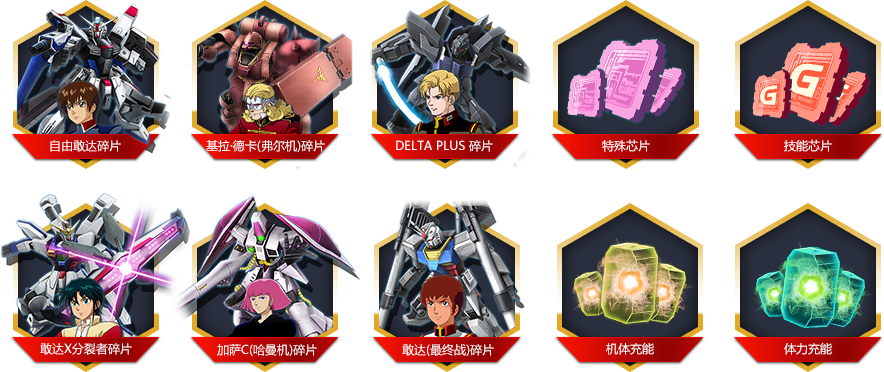 自由敢达碎片
基拉·德卡(弗尔机)碎片
DELTA PLUS 碎片
特殊芯片
G
G
技能芯片
敢达X分裂者碎片
加萨C(哈曼机)碎片
敢达(最终战)碎片
机体充能
体力充能